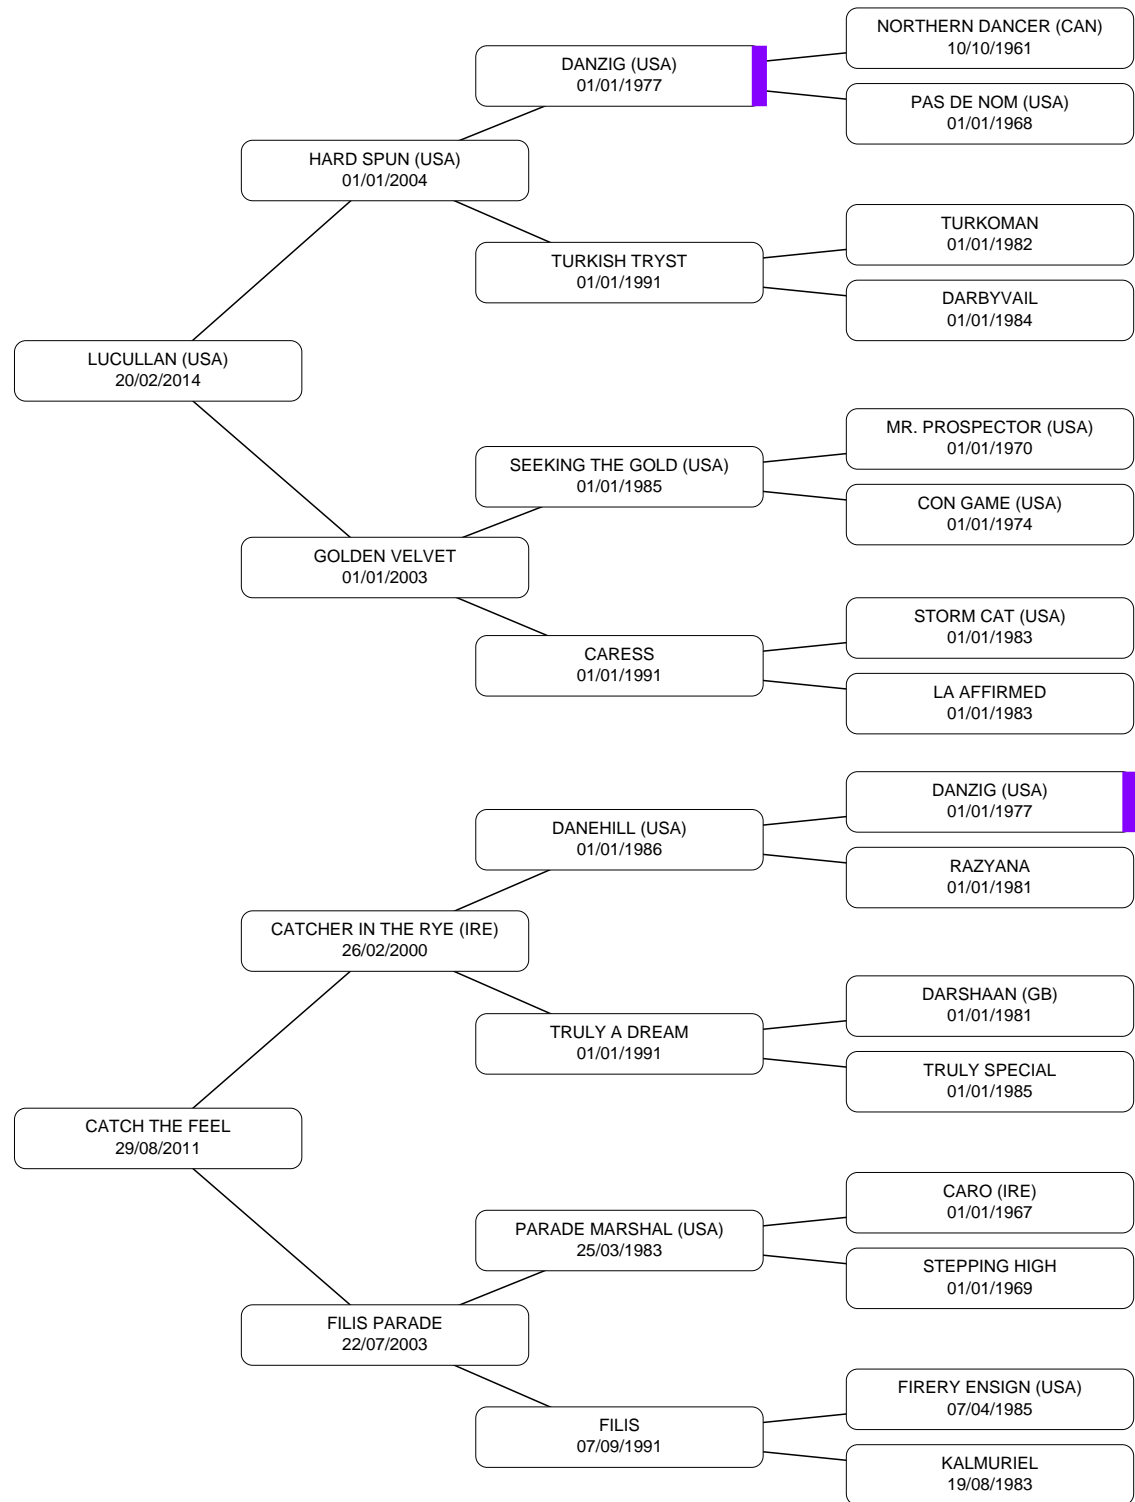 NORTHERN DANCER (CAN)
10/10/1961
DANZIG (USA)
01/01/1977
PAS DE NOM (USA)
01/01/1968
HARD SPUN (USA)
01/01/2004
TURKOMAN
01/01/1982
TURKISH TRYST
01/01/1991
DARBYVAIL
01/01/1984
LUCULLAN (USA)
20/02/2014
MR. PROSPECTOR (USA)
01/01/1970
SEEKING THE GOLD (USA)
01/01/1985
CON GAME (USA)
01/01/1974
GOLDEN VELVET
01/01/2003
STORM CAT (USA)
01/01/1983
CARESS
01/01/1991
LA AFFIRMED
01/01/1983
DANZIG (USA)
01/01/1977
DANEHILL (USA)
01/01/1986
RAZYANA
01/01/1981
CATCHER IN THE RYE (IRE)
26/02/2000
DARSHAAN (GB)
01/01/1981
TRULY A DREAM
01/01/1991
TRULY SPECIAL
01/01/1985
CATCH THE FEEL
29/08/2011
CARO (IRE)
01/01/1967
PARADE MARSHAL (USA)
25/03/1983
STEPPING HIGH
01/01/1969
FILIS PARADE
22/07/2003
FIRERY ENSIGN (USA)
07/04/1985
FILIS
07/09/1991
KALMURIEL
19/08/1983